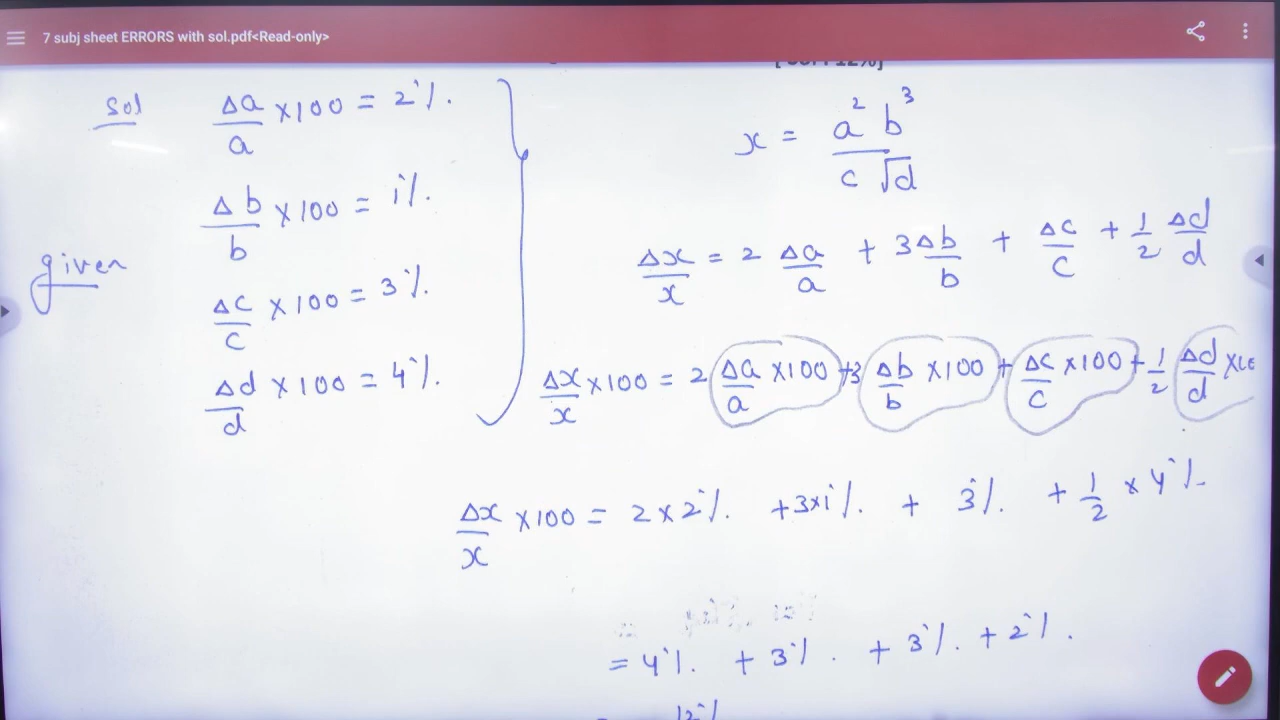 7 subj sheet ERRORS with sol.pdf<Read-only>
Sol
Δa/a × 100 = 2%.
x = a² b³ / c √d
Δb/b × 100 = 1%.
given
Δx/x = 2 Δa/a + 3 Δb/b + Δc/c + 1/2 Δd/d
Δc/c × 100 = 3%.
Δd/d × 100 = 4%.
Δx/x × 100 = 2 Δa/a × 100 + 3 Δb/b × 100 + Δc/c × 100 + 1/2 Δd/d ×
Δx/x × 100 = 2 × 2%. + 3×1%. + 3%. + 1/2 × 4%.
= 4%. + 3%. + 3%. + 2%.
12%